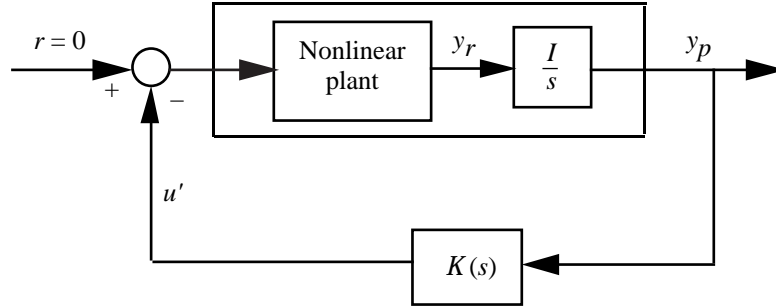 r = 0
+
−
Nonlinear
plant
y_r
I
s
y_p
u'
K(s)